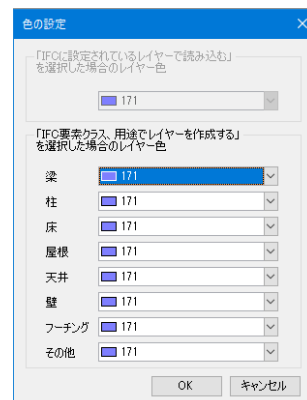 色の設定
「IFCに設定されているレイヤーで読み込む」
を選択した場合のレイヤー色
171
「IFC要素クラス、用途でレイヤーを作成する」
を選択した場合のレイヤー色
梁 171
柱 171
床 171
屋根 171
天井 171
壁 171
フーチング 171
その他 171
OK キャンセル